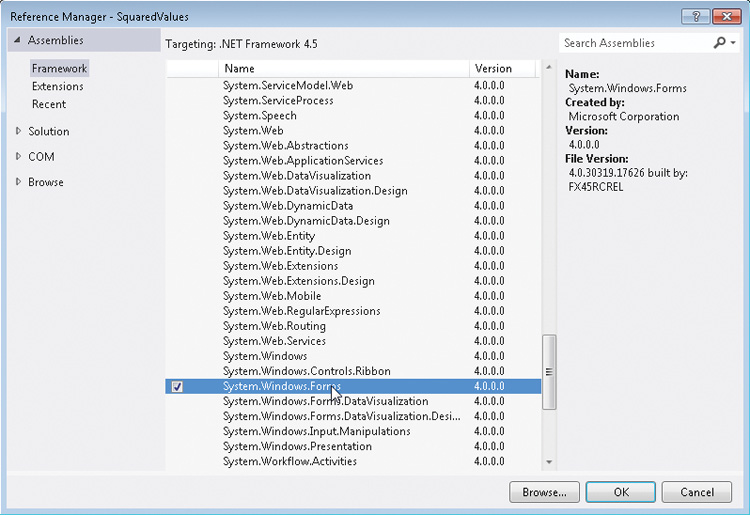 Reference Manager - SquaredValues
Assemblies
Framework
Extensions
Recent
Solution
COM
Browse
Targeting: .NET Framework 4.5
Search Assemblies
Name Version
System.ServiceModel.Web 4.0.0.0
System.ServiceProcess 4.0.0.0
System.Speech 4.0.0.0
System.Web 4.0.0.0
System.Web.Abstractions 4.0.0.0
System.Web.ApplicationServices 4.0.0.0
System.Web.DataVisualization 4.0.0.0
System.Web.DataVisualization.Design 4.0.0.0
System.Web.DynamicData 4.0.0.0
System.Web.DynamicData.Design 4.0.0.0
System.Web.Entity 4.0.0.0
System.Web.Entity.Design 4.0.0.0
System.Web.Extensions 4.0.0.0
System.Web.Extensions.Design 4.0.0.0
System.Web.Mobile 4.0.0.0
System.Web.RegularExpressions 4.0.0.0
System.Web.Routing 4.0.0.0
System.Web.Services 4.0.0.0
System.Windows 4.0.0.0
System.Windows.Controls.Ribbon 4.0.0.0
System.Windows.Forms 4.0.0.0
System.Windows.Forms.DataVisualization 4.0.0.0
System.Windows.Forms.DataVisualization.Desi... 4.0.0.0
System.Windows.Input.Manipulations 4.0.0.0
System.Windows.Presentation 4.0.0.0
System.Workflow.Activities 4.0.0.0
Name:
System.Windows.Forms
Created by:
Microsoft Corporation
Version:
4.0.0.0
File Version:
4.0.30319.17626 built by:
FX45RCREL
Browse... OK Cancel